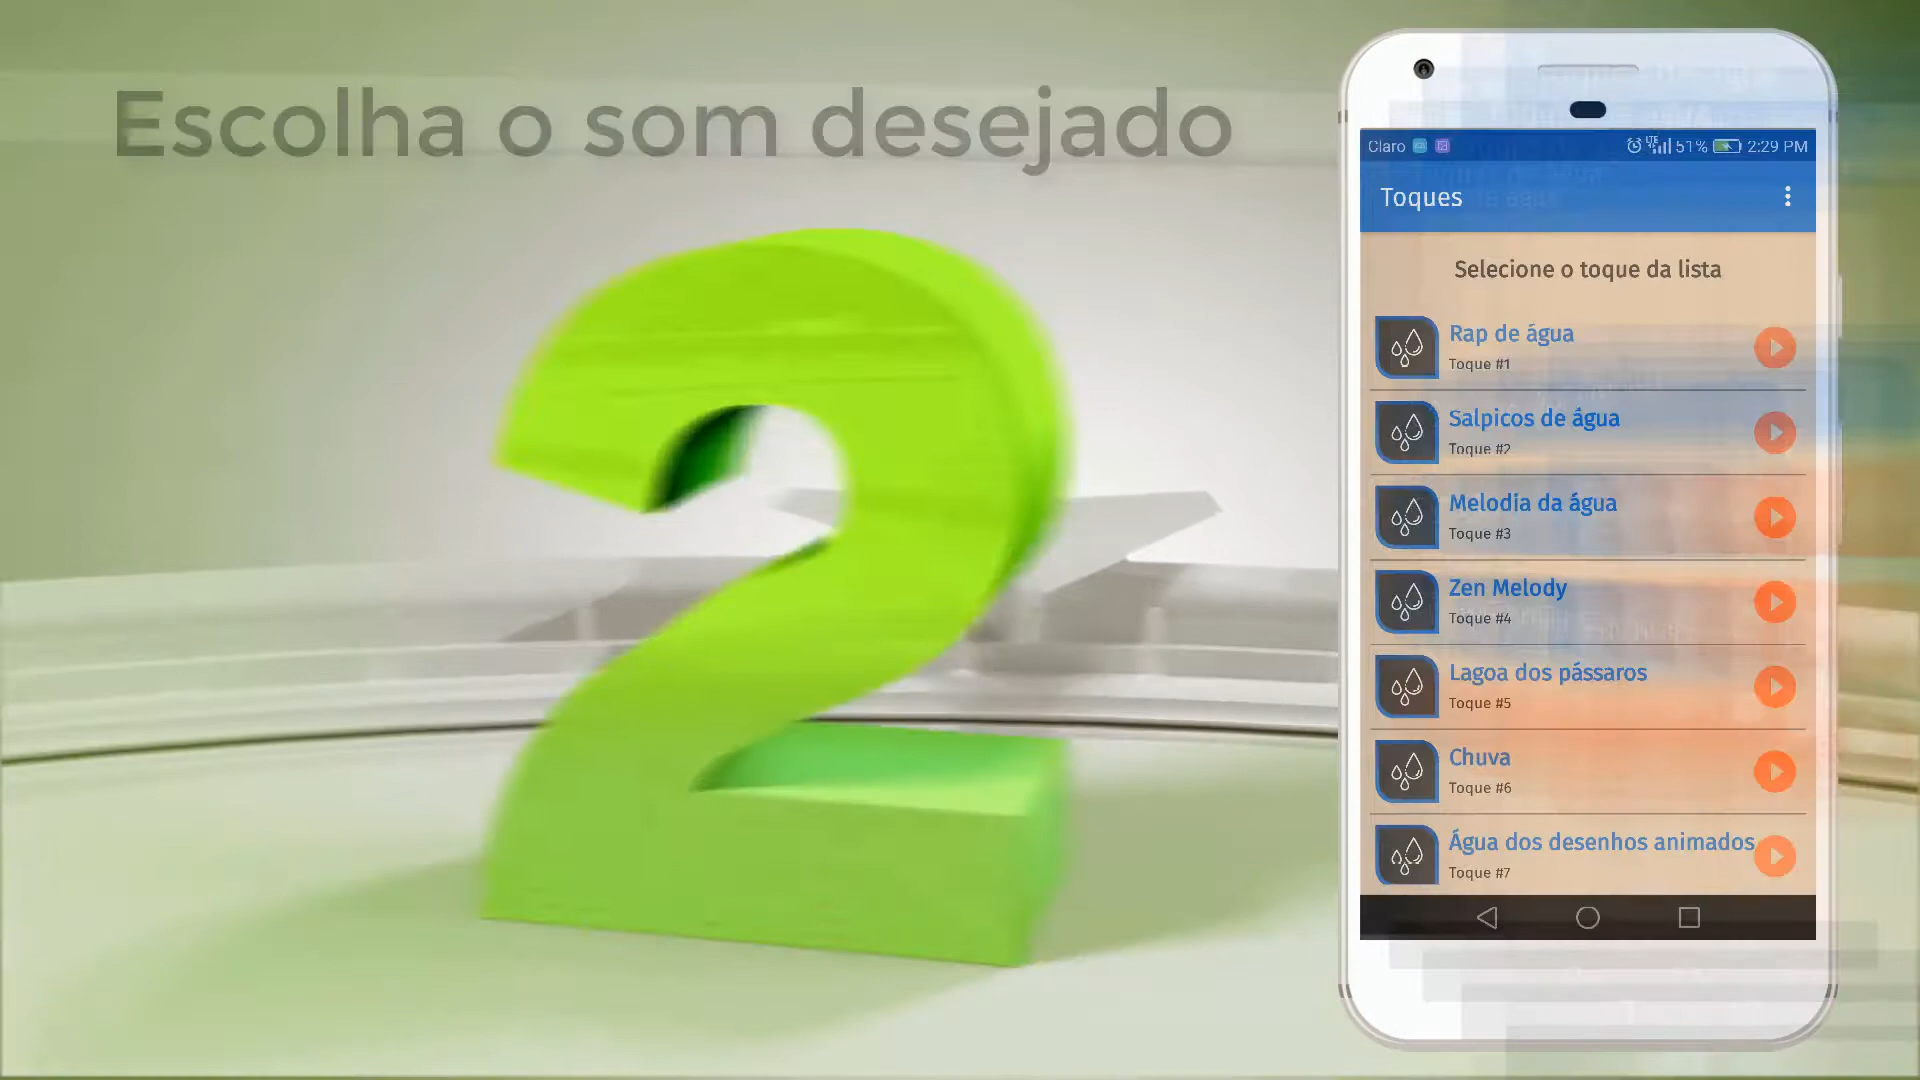 Escolha o som desejado
2
Claro LTE 51% 2:29 PM
Toques
Selecione o toque da lista
Rap de água
Toque #1
Salpicos de água
Toque #2
Melodia da água
Toque #3
Zen Melody
Toque #4
Lagoa dos pássaros
Toque #5
Chuva
Toque #6
Água dos desenhos animados
Toque #7